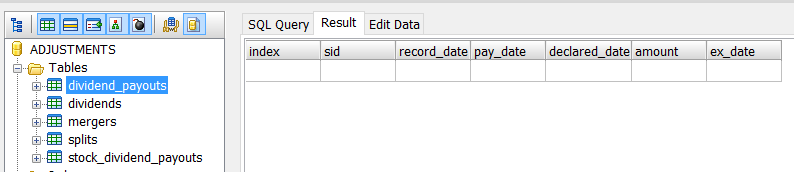 SQL Query Result Edit Data
ADJUSTMENTS
Tables
dividend_payouts
dividends
mergers
splits
stock_dividend_payouts
index sid record_date pay_date declared_date amount ex_date